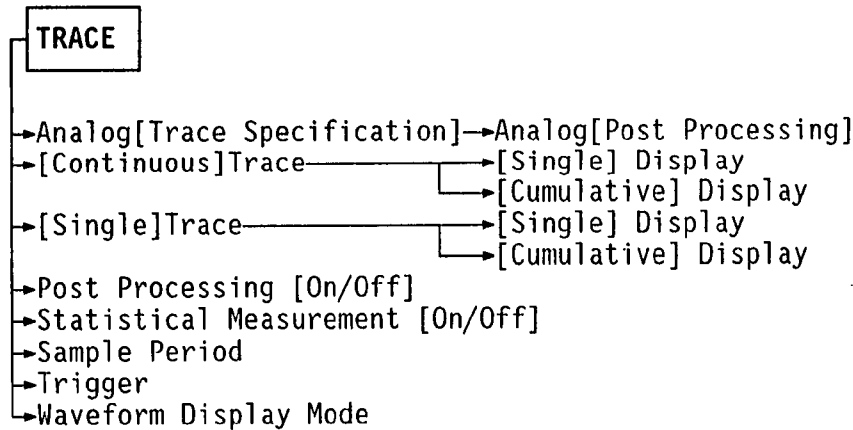 TRACE
Analog[Trace Specification] Analog[Post Processing]
[Continuous]Trace [Single] Display
[Cumulative] Display
[Single]Trace [Single] Display
[Cumulative] Display
Post Processing [On/Off]
Statistical Measurement [On/Off]
Sample Period
Trigger
Waveform Display Mode